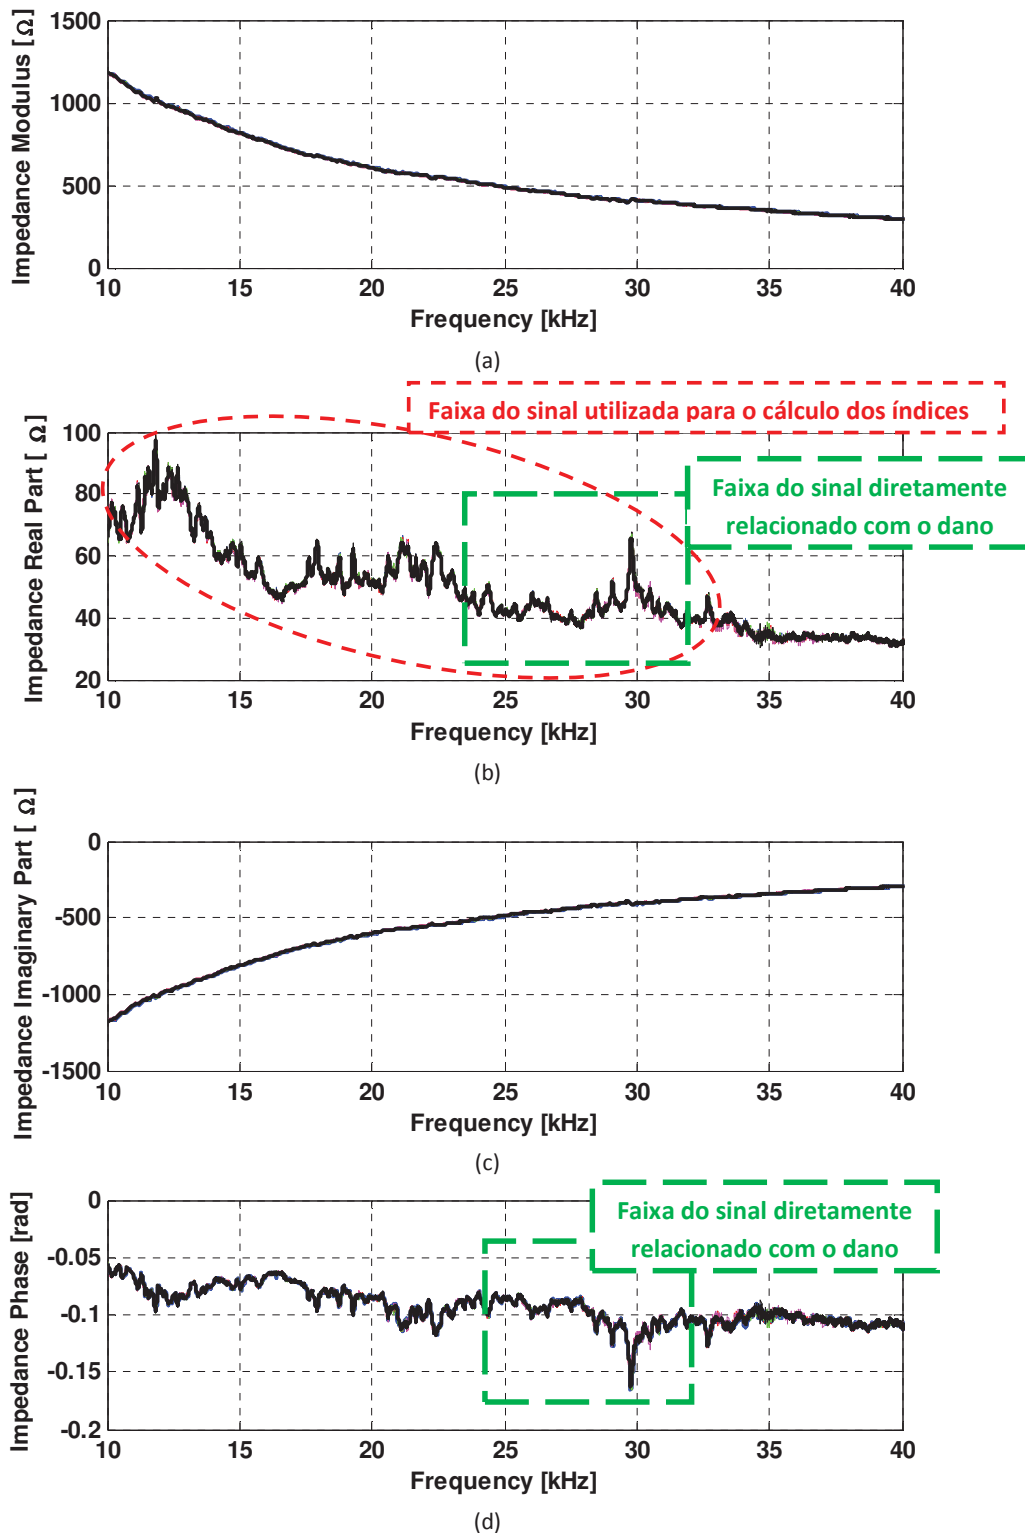 Impedance Modulus [Ω]
1500
1000
500
0
10 15 20 25 30 35 40
Frequency [kHz]
(a)
Faixa do sinal utilizada para o cálculo dos índices
Impedance Real Part [ Ω]
100
80
60
40
20
Faixa do sinal diretamente
relacionado com o dano
10 15 20 25 30 35 40
Frequency [kHz]
(b)
Impedance Imaginary Part [ Ω]
0
-500
-1000
-1500
10 15 20 25 30 35 40
Frequency [kHz]
(c)
Impedance Phase [rad]
0
-0.05
-0.1
-0.15
-0.2
Faixa do sinal diretamente
relacionado com o dano
10 15 20 25 30 35 40
Frequency [kHz]
(d)